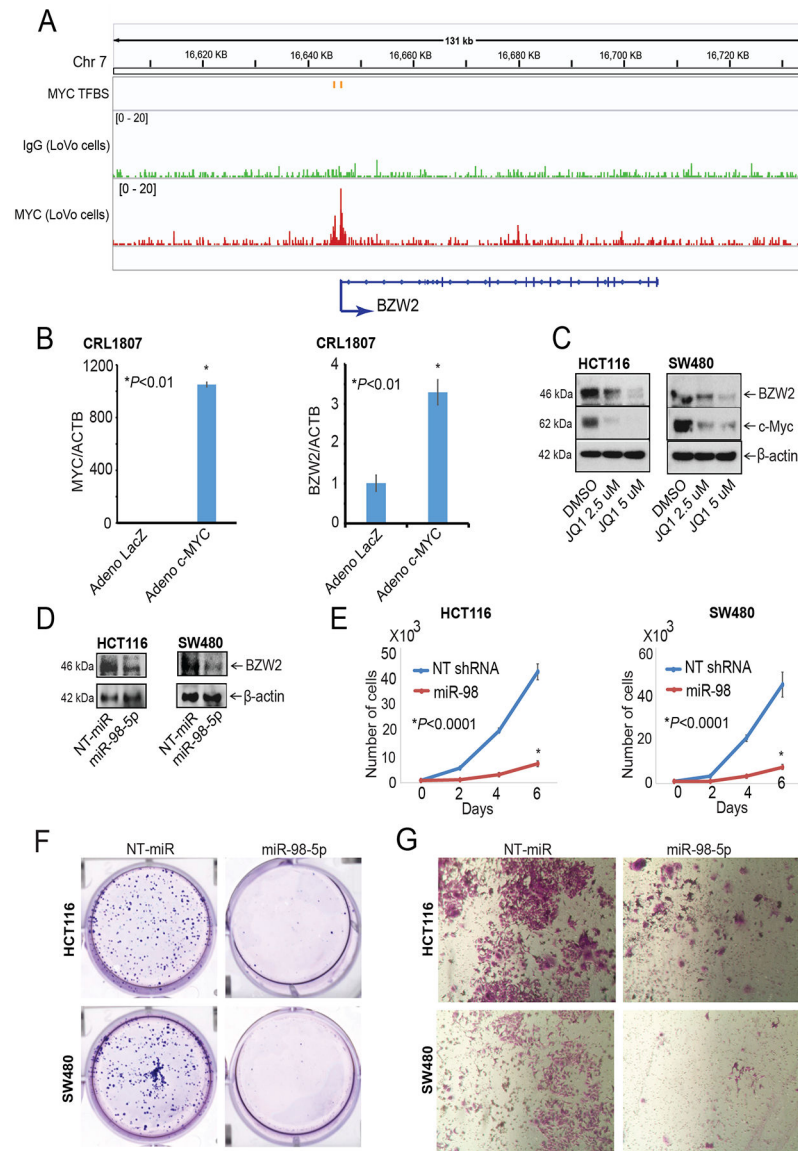 A
131 kb
Chr 7
16,620 KB 16,640 KB 16,660 KB 16,680 KB 16,700 KB 16,720 KB
MYC TFBS
[0 - 20]
IgG (LoVo cells)
[0 - 20]
MYC (LoVo cells)
BZW2
B
CRL1807
*P<0.01
*
MYC/ACTB
1200
800
400
0
Adeno LacZ
Adeno c-MYC
CRL1807
*P<0.01
*
BZW2/ACTB
4
3
2
1
0
Adeno LacZ
Adeno c-MYC
C
HCT116 SW480
46 kDa BZW2
62 kDa c-Myc
42 kDa β-actin
DMSO
JQ1 2.5 uM
JQ1 5 uM
DMSO
JQ1 2.5 uM
JQ1 5 uM
D
HCT116 SW480
46 kDa BZW2
42 kDa β-actin
NT-miR
miR-98-5p
NT-miR
miR-98-5p
E
HCT116
X10³
Number of cells
50
40
30
20
10
0
NT shRNA
miR-98
*P<0.0001
*
0 2 4 6
Days
SW480
X10³
Number of cells
60
40
20
0
NT shRNA
miR-98
*P<0.0001
*
0 2 4 6
Days
F
NT-miR miR-98-5p
HCT116
SW480
G
NT-miR miR-98-5p
HCT116
SW480